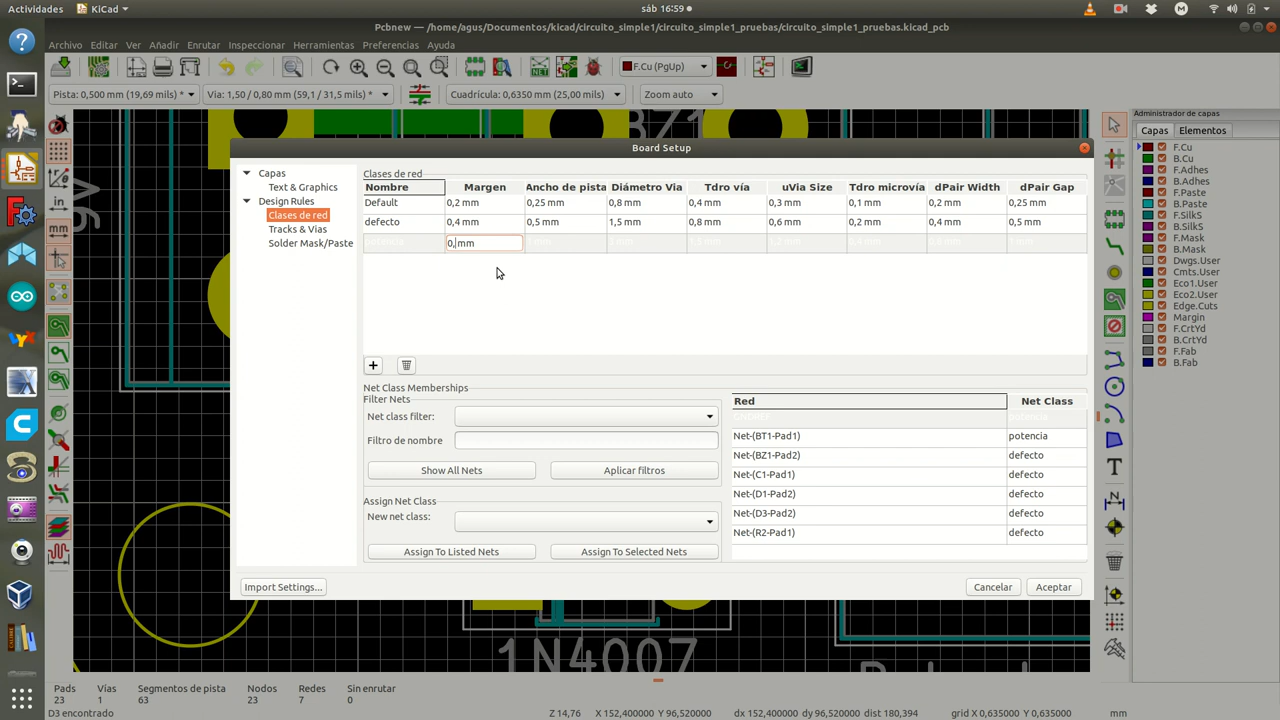 Actividades KiCad sáb 16:59
Pcbnew — /home/agus/Documentos/kicad/circuito_simple1/circuito_simple1_pruebas/circuito_simple1_pruebas.kicad_pcb
Archivo Editar Ver Añadir Enrutar Inspeccionar Herramientas Preferencias Ayuda
F.Cu (PgUp)
Pista: 0,500 mm (19,69 mils) * Vía: 1,50 / 0,80 mm (59,1 / 31,5 mils) * Cuadrícula: 0,6350 mm (25,00 mils) Zoom auto
Administrador de capas
Capas Elementos
F.Cu
B.Cu
F.Adhes
B.Adhes
F.Paste
B.Paste
F.SilkS
B.SilkS
F.Mask
B.Mask
Dwgs.User
Cmts.User
Eco1.User
Eco2.User
Edge.Cuts
Margin
F.CrtYd
B.CrtYd
F.Fab
B.Fab
Board Setup
Capas
Text & Graphics
Design Rules
Clases de red
Tracks & Vias
Solder Mask/Paste
Clases de red
Nombre Margen Ancho de pista Diámetro Via Tdro vía uVia Size Tdro microvía dPair Width dPair Gap
Default 0,2 mm 0,25 mm 0,8 mm 0,4 mm 0,3 mm 0,1 mm 0,2 mm 0,25 mm
defecto 0,4 mm 0,5 mm 1,5 mm 0,8 mm 0,6 mm 0,2 mm 0,4 mm 0,5 mm
potencia 0, mm
Net Class Memberships
Filter Nets
Net class filter:
Filtro de nombre
Show All Nets Aplicar filtros
Assign Net Class
New net class:
Assign To Listed Nets Assign To Selected Nets
Red Net Class
Net-(BT1-Pad1) potencia
Net-(BZ1-Pad2) defecto
Net-(C1-Pad1) defecto
Net-(D1-Pad2) defecto
Net-(D3-Pad2) defecto
Net-(R2-Pad1) defecto
Import Settings... Cancelar Aceptar
1N4007
Pads Vías Segmentos de pista Nodos Redes Sin enrutar
23 1 63 23 7 0
D3 encontrado Z 14,76 X 152,400000 Y 96,520000 dx 152,400000 dy 96,520000 dist 180,394 grid X 0,635000 Y 0,635000 mm